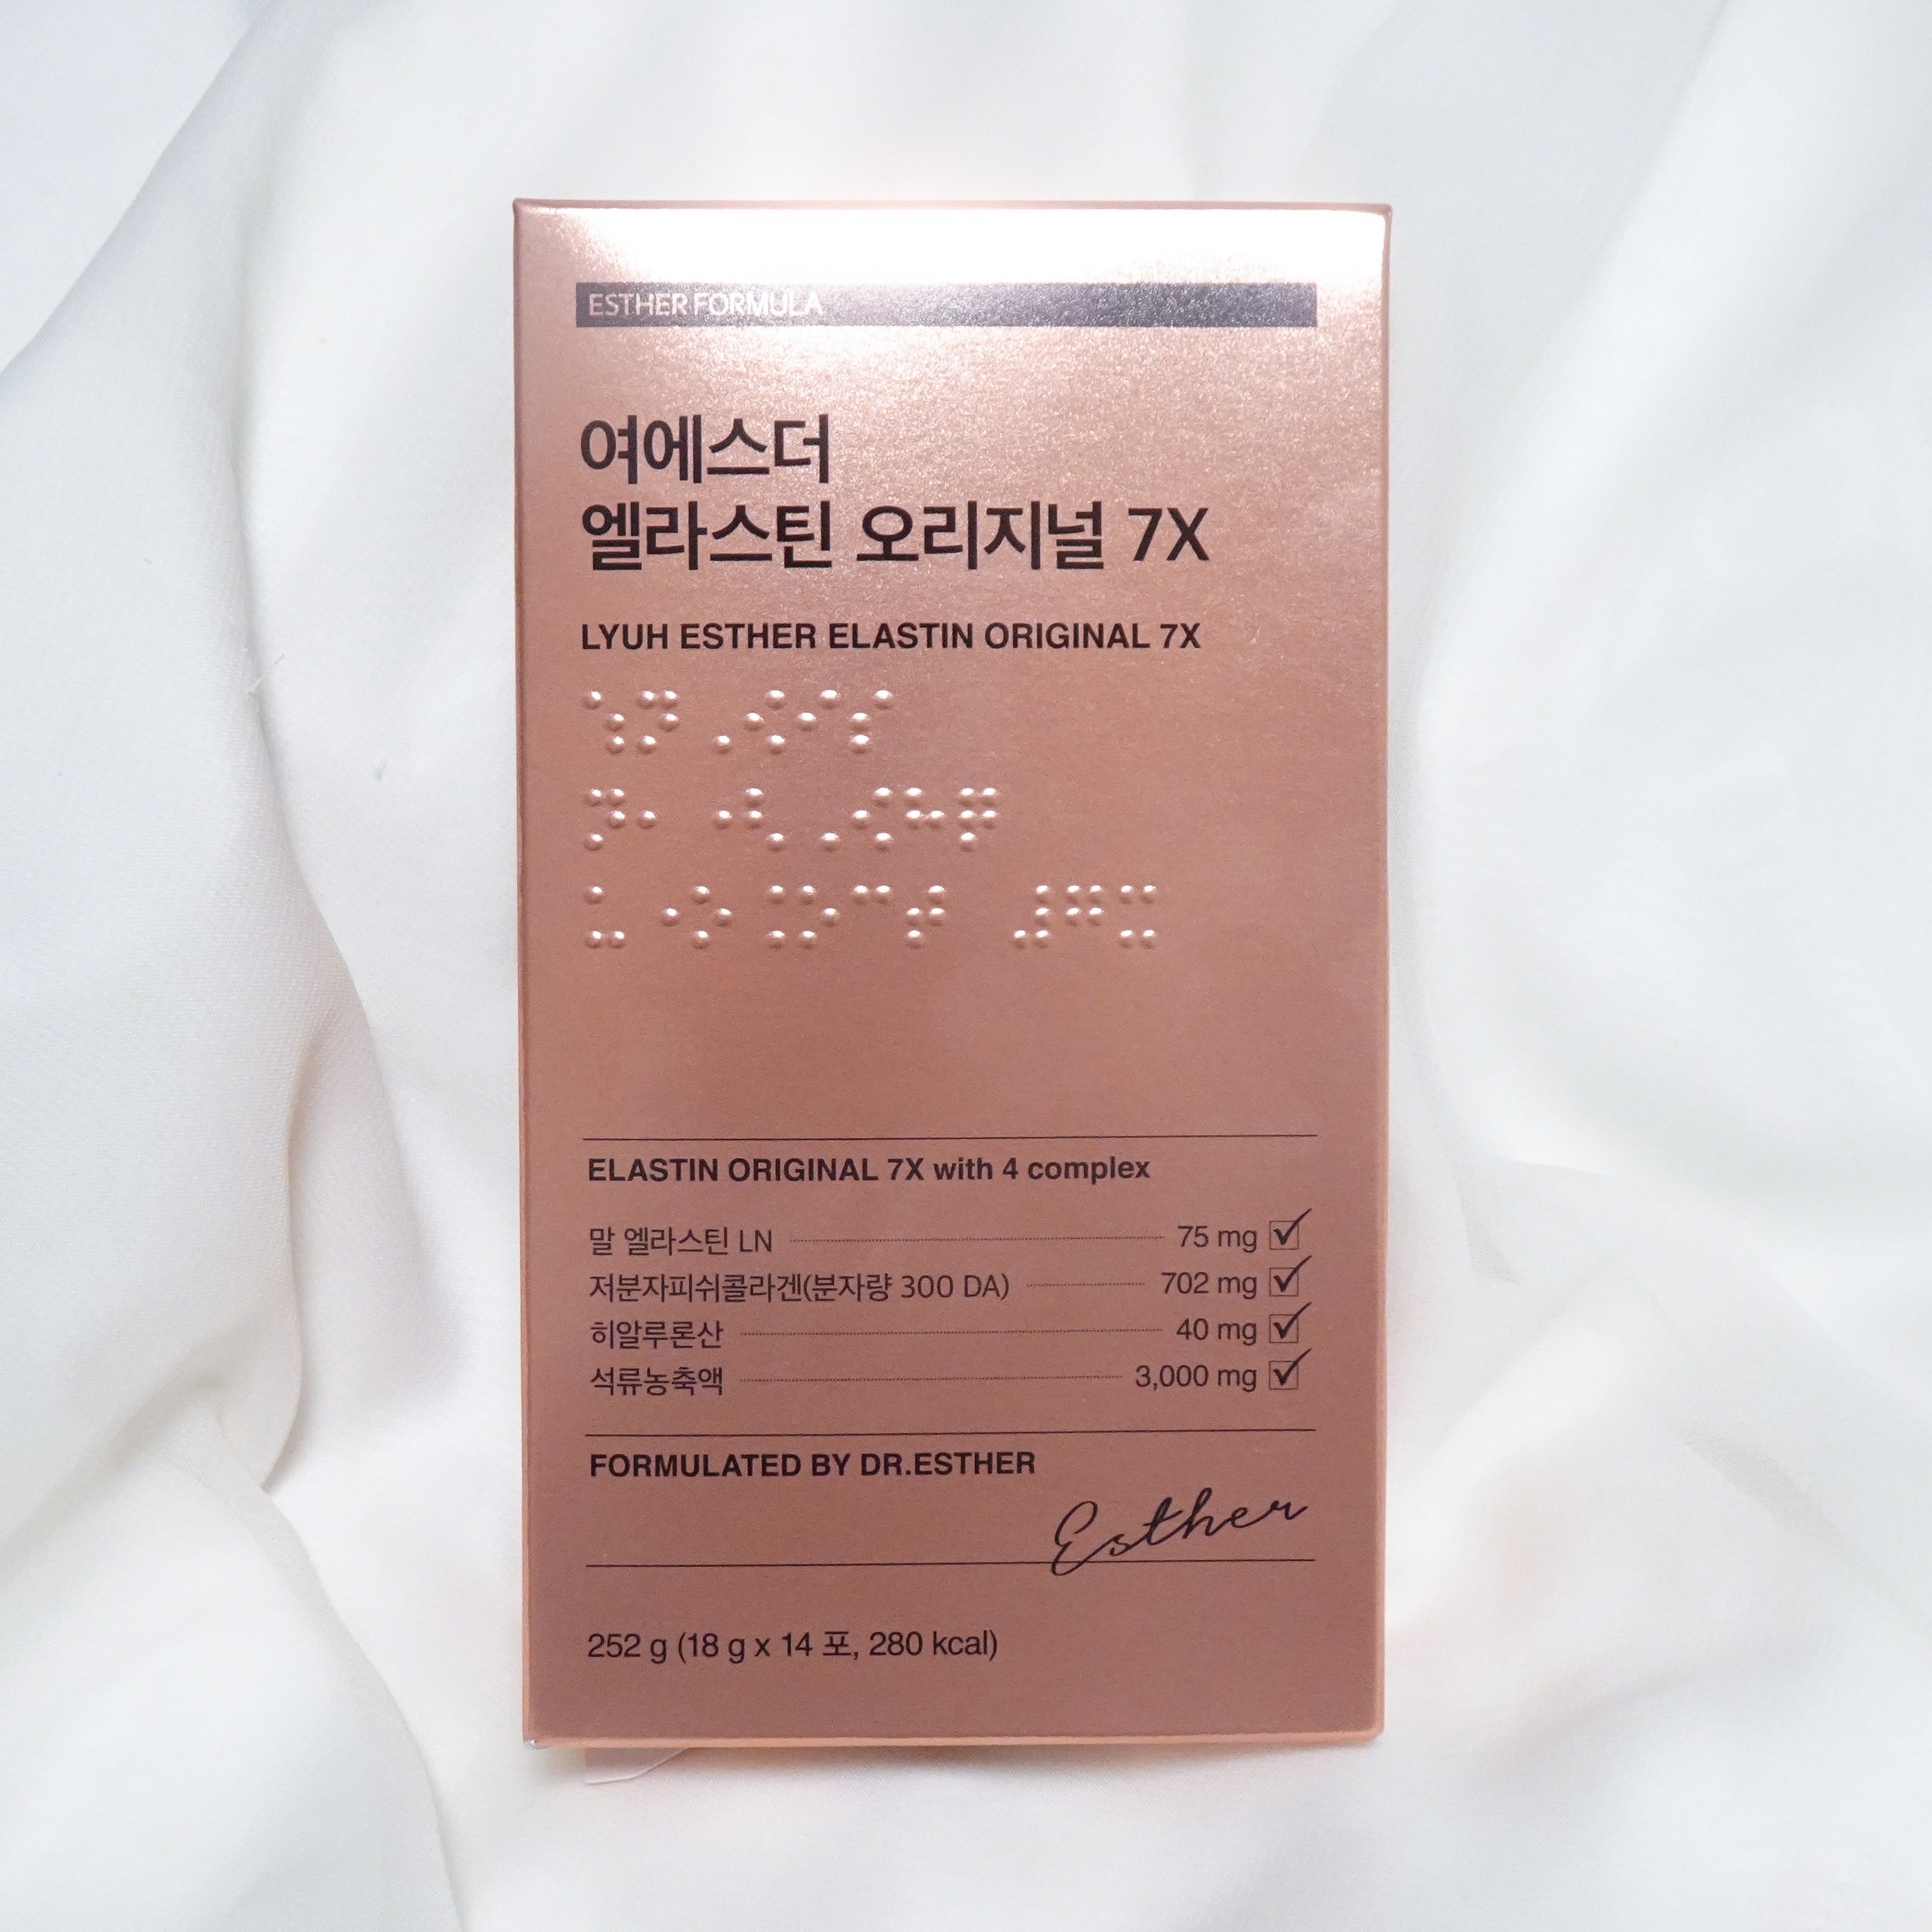 ESTHER FORMULA
여에스더
엘라스틴 오리지널 7X
LYUH ESTHER ELASTIN ORIGINAL 7X
ELASTIN ORIGINAL 7X with 4 complex
말 엘라스틴 LN 75 mg
저분자피쉬콜라겐(분자량 300 DA) 702 mg
히알루론산 40 mg
석류농축액 3,000 mg
FORMULATED BY DR.ESTHER
Esther
252 g (18 g x 14 포, 280 kcal)